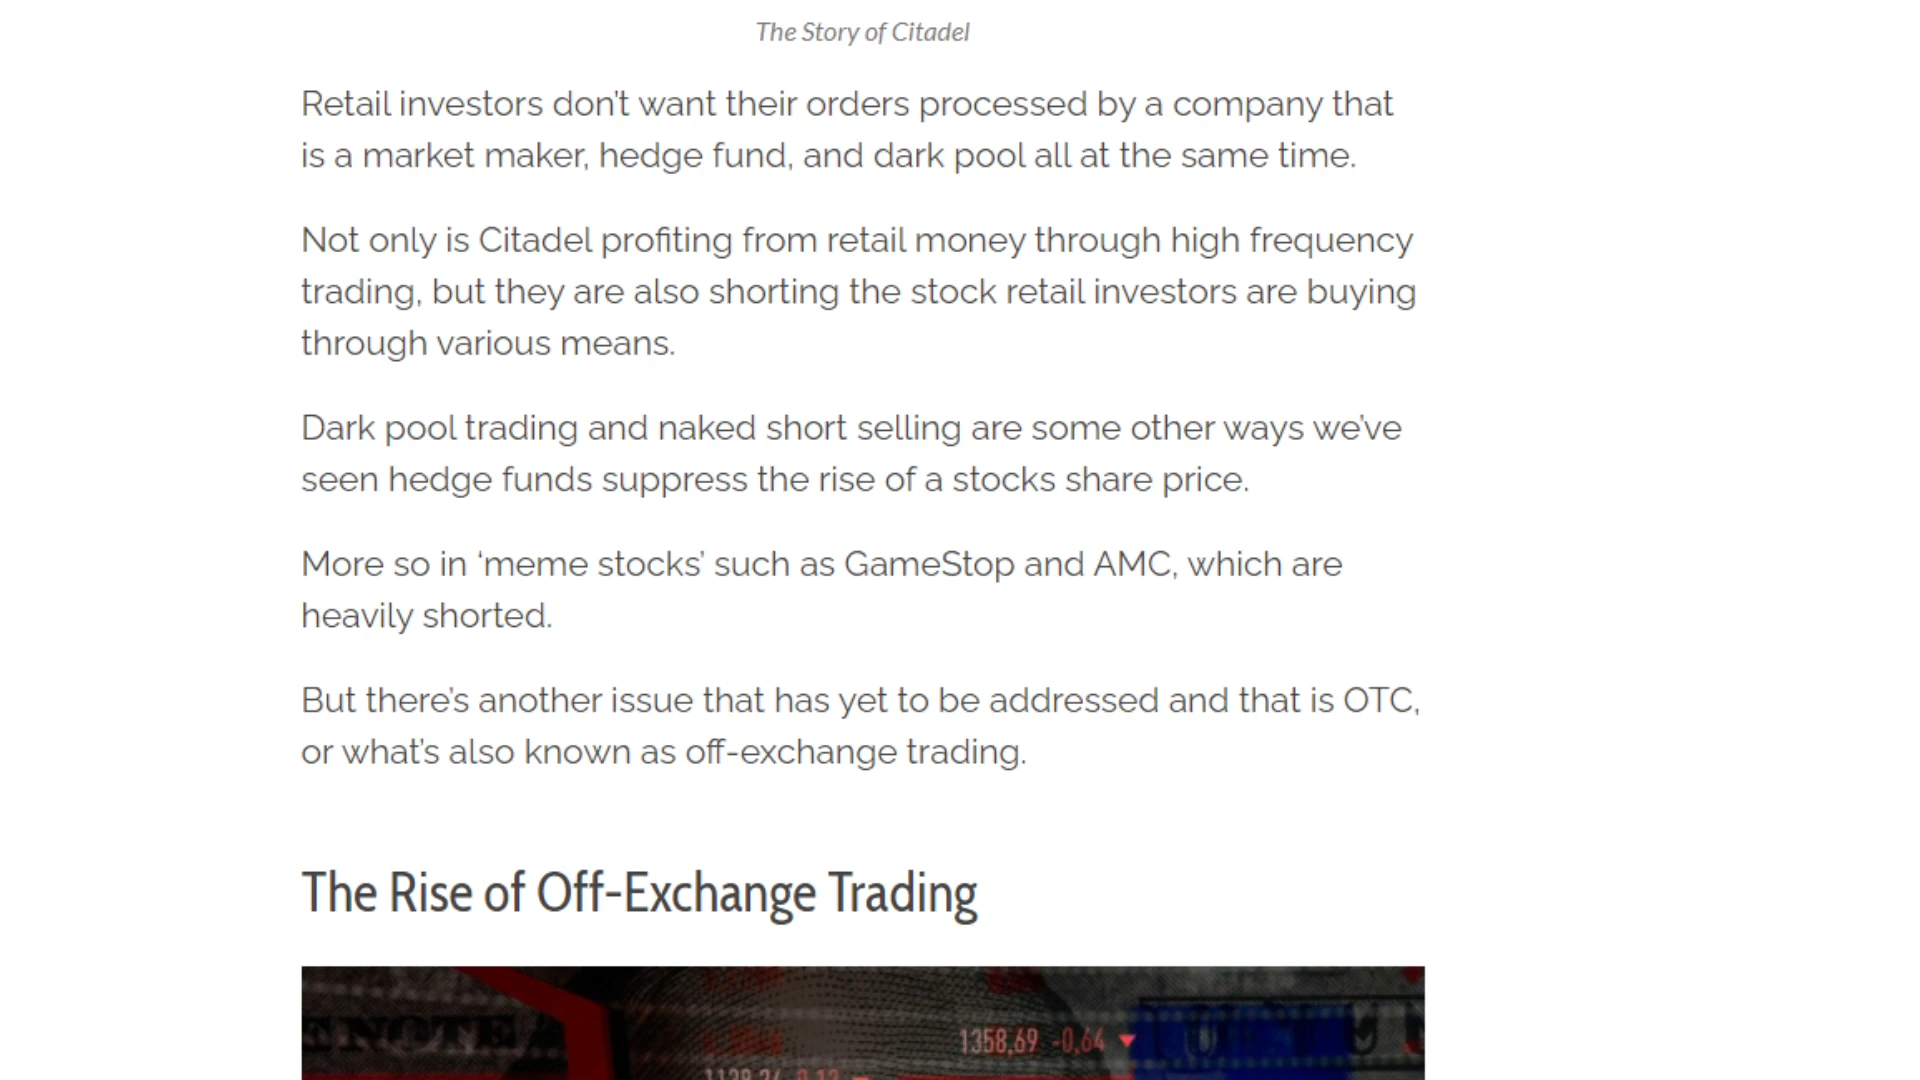 The Story of Citadel
Retail investors don't want their orders processed by a company that
is a market maker, hedge fund, and dark pool all at the same time.
Not only is Citadel profiting from retail money through high frequency
trading, but they are also shorting the stock retail investors are buying
through various means.
Dark pool trading and naked short selling are some other ways we've
seen hedge funds suppress the rise of a stocks share price.
More so in ‘meme stocks’ such as GameStop and AMC, which are
heavily shorted.
But there's another issue that has yet to be addressed and that is OTC,
or what's also known as off-exchange trading.
The Rise of Off-Exchange Trading
NOTE
1358,69 -0,64